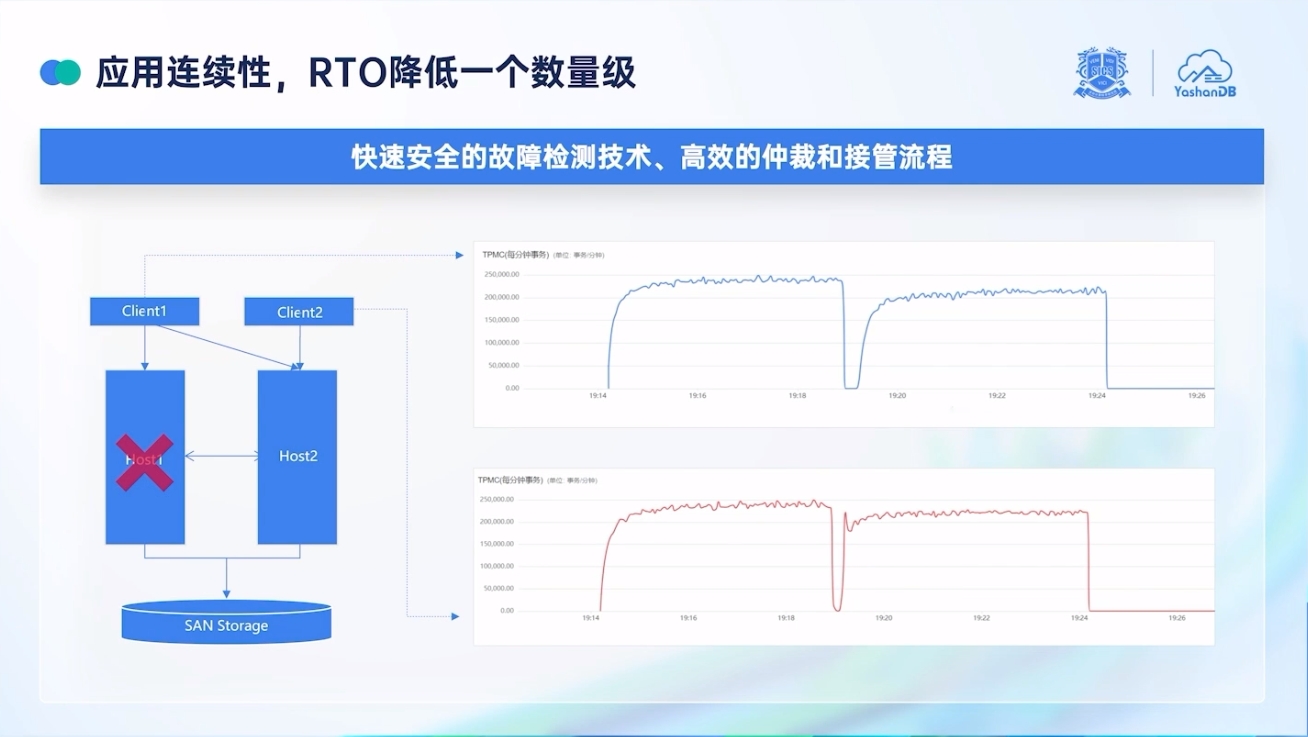 应用连续性，RTO降低一个数量级
SICS
YashanDB
快速安全的故障检测技术、高效的仲裁和接管流程
Client1
Client2
Host1
Host2
SAN Storage
TPMC(每分钟事务) (单位: 事务/分钟)
250,000.00
200,000.00
150,000.00
100,000.00
50,000.00
0.00
19:14 19:16 19:18 19:20 19:22 19:24 19:26
TPMC(每分钟事务) (单位: 事务/分钟)
250,000.00
200,000.00
150,000.00
100,000.00
50,000.00
0.00
19:14 19:16 19:18 19:20 19:22 19:24 19:26